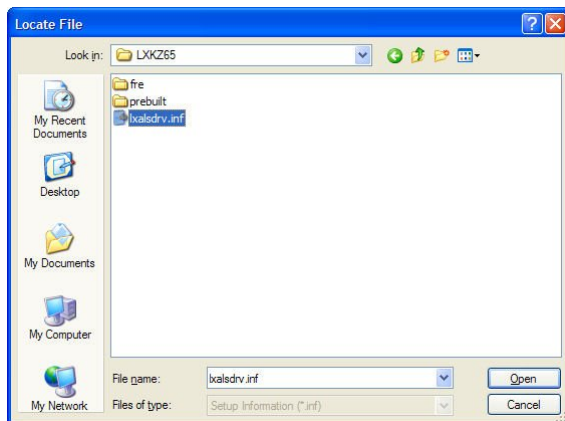 Locate File
Look in: LXKZ65
fre
prebuilt
lxalsdrv.inf
My Recent
Documents
Desktop
My Documents
My Computer
My Network
File name: lxalsdrv.inf Open
Files of type: Setup Information (*.inf) Cancel